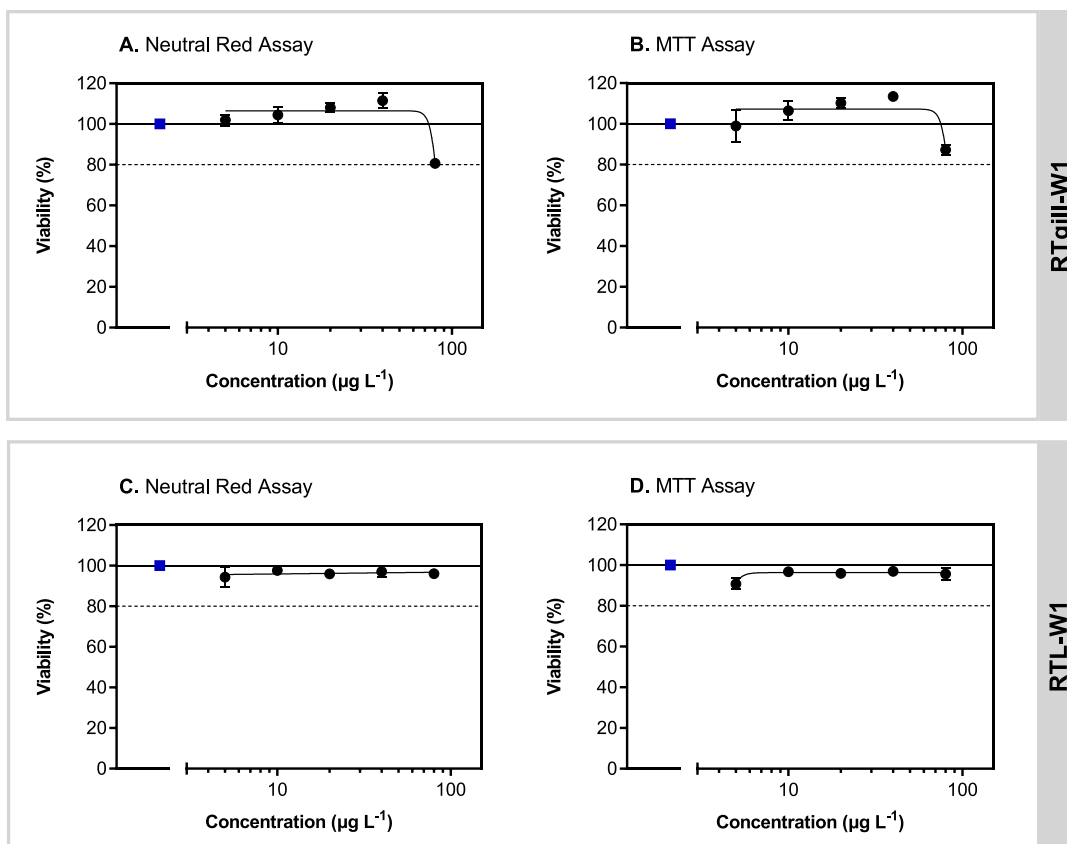 A. Neutral Red Assay
120
100
80
60
40
20
0
Viability (%)
10
100
Concentration (µg L⁻¹)
B. MTT Assay
120
100
80
60
40
20
0
Viability (%)
10
100
Concentration (µg L⁻¹)
RTgill-W1
C. Neutral Red Assay
120
100
80
60
40
20
0
Viability (%)
10
100
Concentration (µg L⁻¹)
D. MTT Assay
120
100
80
60
40
20
0
Viability (%)
10
100
Concentration (µg L⁻¹)
RTL-W1